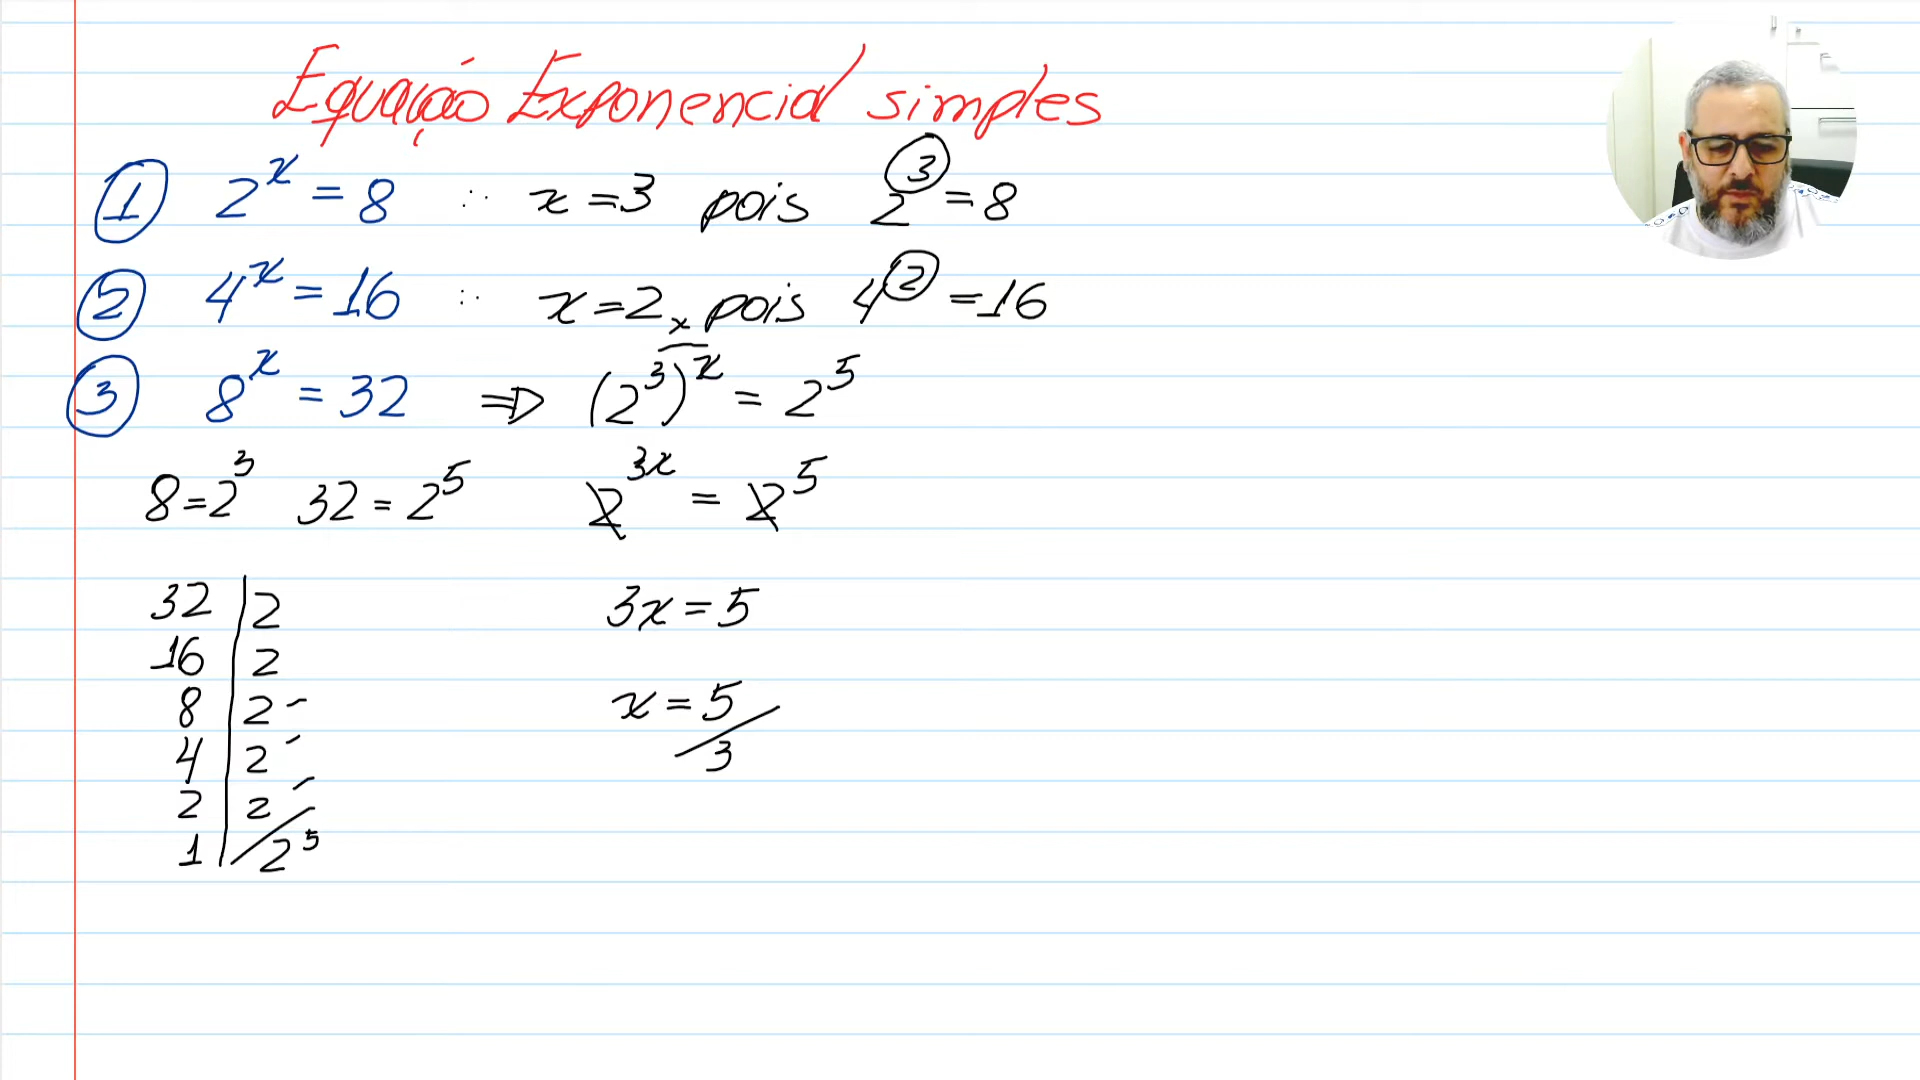 Equação Exponencial simples
① 2^x = 8 ∴ x = 3 pois 2^3 = 8
② 4^x = 16 ∴ x = 2 pois 4^2 = 16
x
③ 8^x = 32 ⇒ (2^3)^x = 2^5
8 = 2^3 32 = 2^5 2^3x = 2^5
32 | 2 3x = 5
16 | 2
8 | 2 x = 5/3
4 | 2
2 | 2
1 / 2^5